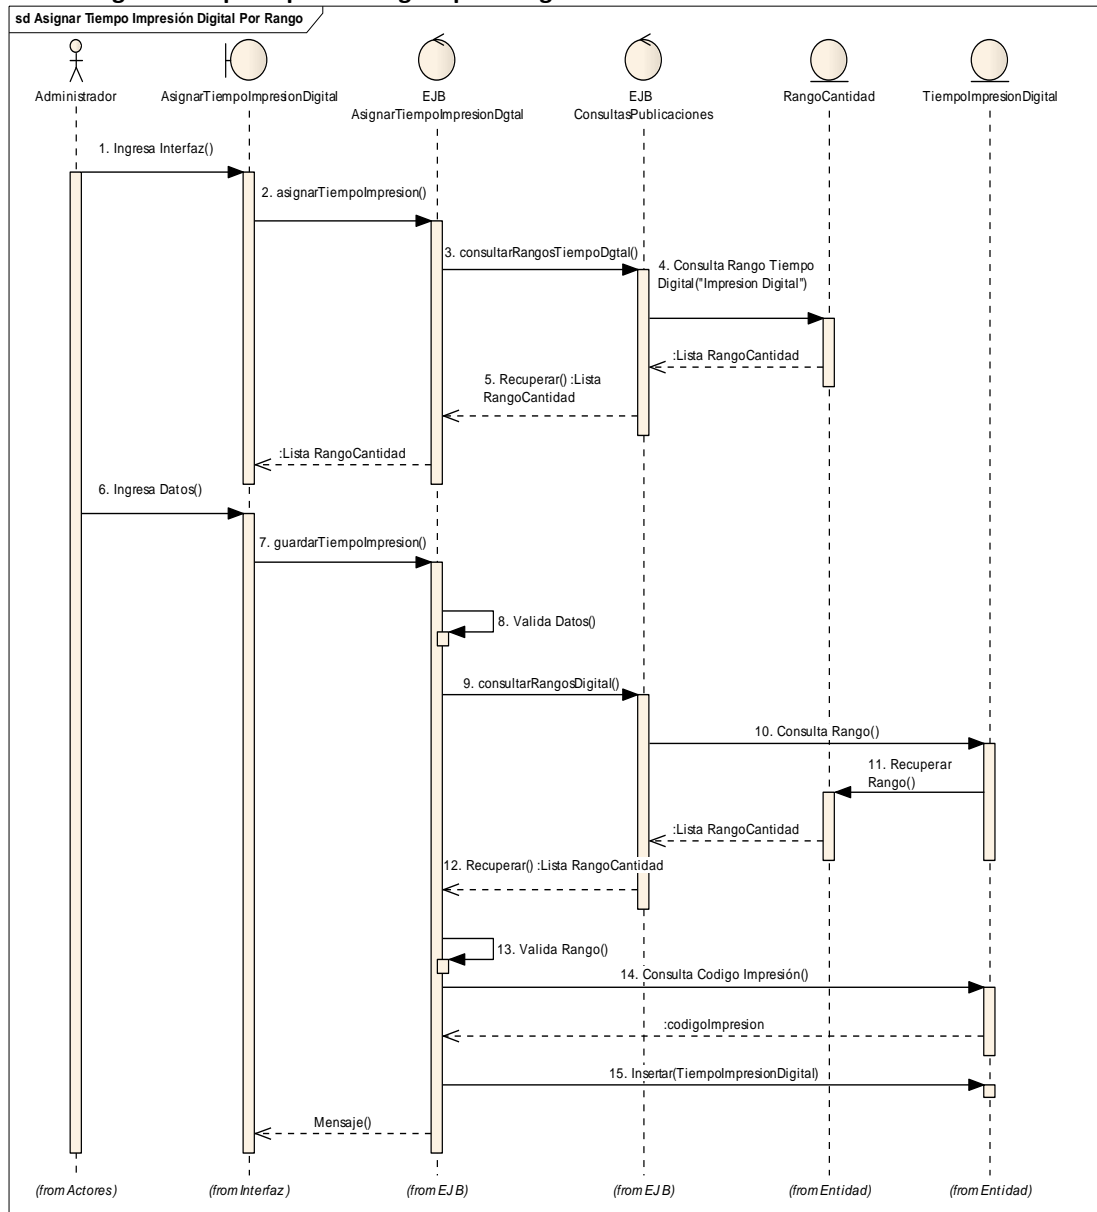 sd Asignar Tiempo Impresión Digital Por Rango
Administrador
AsignarTiempoImpresionDigital
EJB
AsignarTiempoImpresionDgtal
EJB
ConsultasPublicaciones
RangoCantidad
TiempoImpresionDigital
1. Ingresa Interfaz()
2. asignarTiempoImpresion()
3. consultarRangosTiempoDgtal()
4. Consulta Rango Tiempo
Digital("Impresion Digital")
:Lista RangoCantidad
5. Recuperar() :Lista
RangoCantidad
:Lista RangoCantidad
6. Ingresa Datos()
7. guardarTiempoImpresion()
8. Valida Datos()
9. consultarRangosDigital()
10. Consulta Rango()
11. Recuperar
Rango()
:Lista RangoCantidad
12. Recuperar() :Lista RangoCantidad
13. Valida Rango()
14. Consulta Codigo Impresión()
:codigoImpresion
15. Insertar(TiempoImpresionDigital)
Mensaje()
(from Actores)
(from Interfaz )
(from EJB)
(from EJB)
(from Entidad)
(from Entidad)